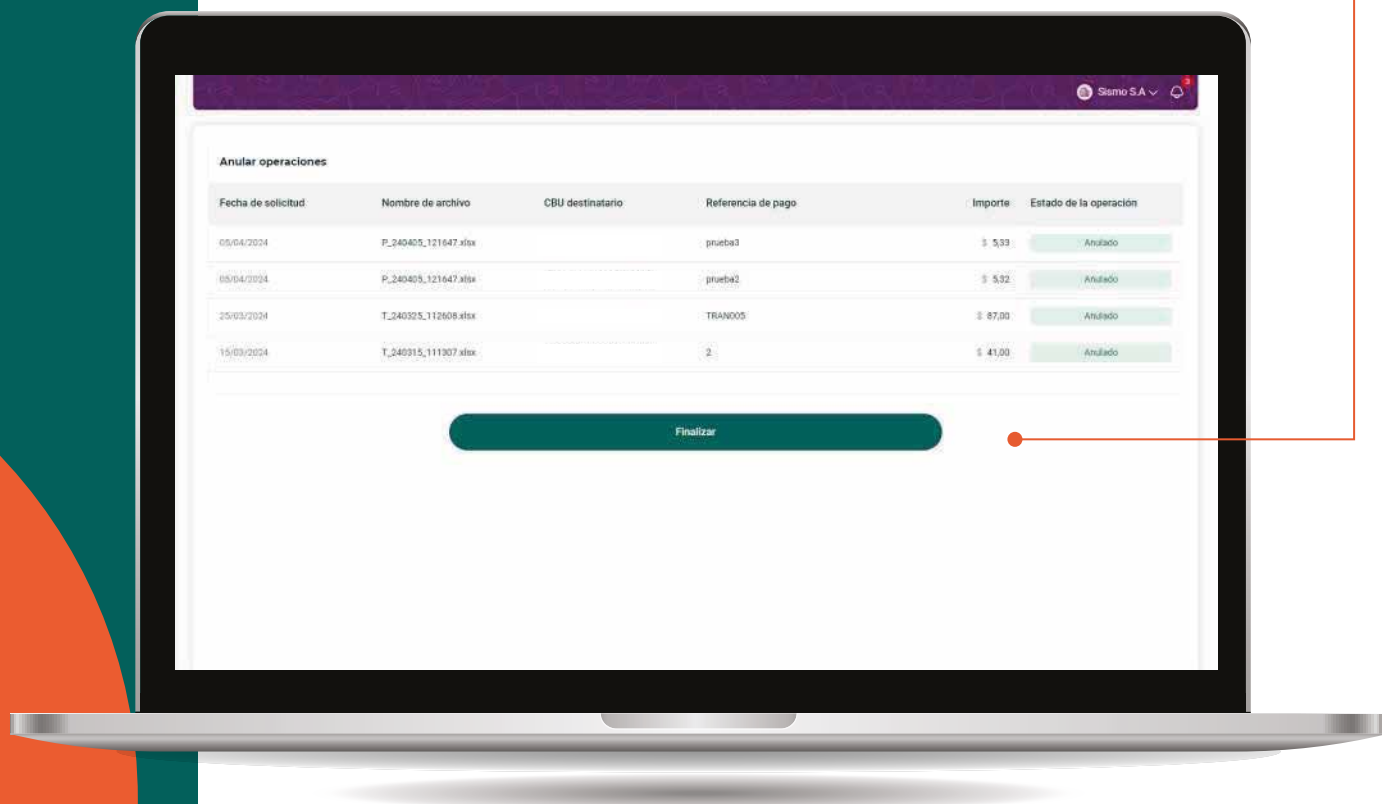 3
Sismo S.A
Anular operaciones
Fecha de solicitud Nombre de archivo CBU destinatario Referencia de pago Importe Estado de la operación
05/04/2024 P_240405_121647.xlsx prueba3 $ 5,33 Anulado
05/04/2024 P_240405_121647.xlsx prueba2 $ 5,32 Anulado
25/03/2024 T_240325_112608.xlsx TRAN005 $ 87,00 Anulado
15/03/2024 T_240315_111307.xlsx 2 $ 41,00 Anulado
Finalizar